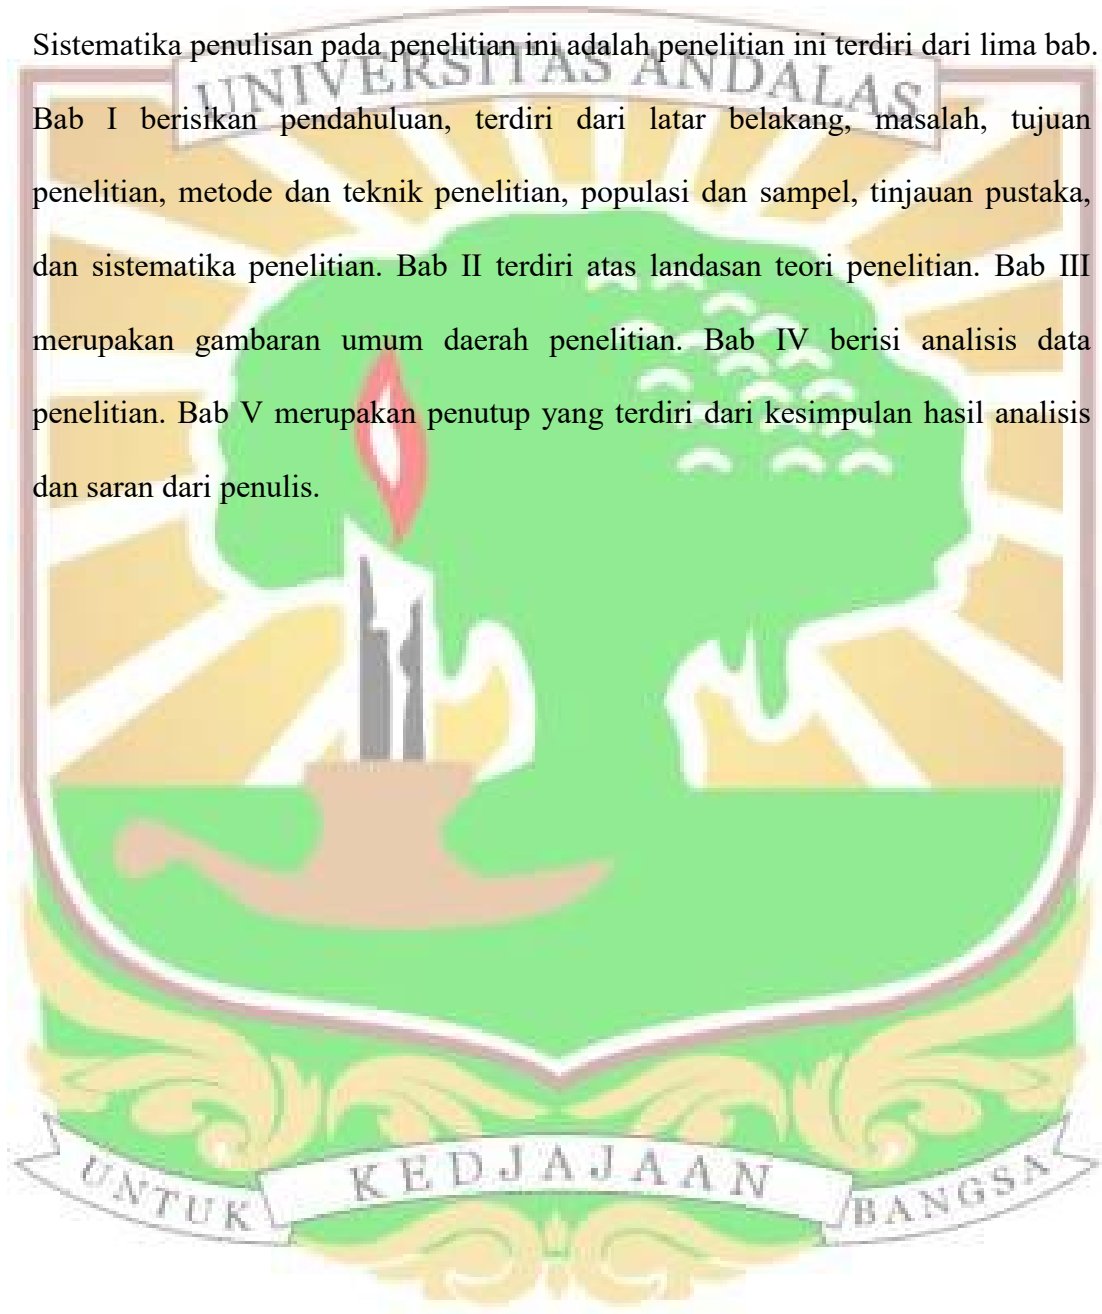 Sistematika penulisan pada penelitian ini adalah penelitian ini terdiri dari lima bab.
UNIVERSITAS ANDALAS
Bab I berisikan pendahuluan, terdiri dari latar belakang, masalah, tujuan
penelitian, metode dan teknik penelitian, populasi dan sampel, tinjauan pustaka,
dan sistematika penelitian. Bab II terdiri atas landasan teori penelitian. Bab III
merupakan gambaran umum daerah penelitian. Bab IV berisi analisis data
penelitian. Bab V merupakan penutup yang terdiri dari kesimpulan hasil analisis
dan saran dari penulis.
UNTUK KEDJAJAAN BANGSA